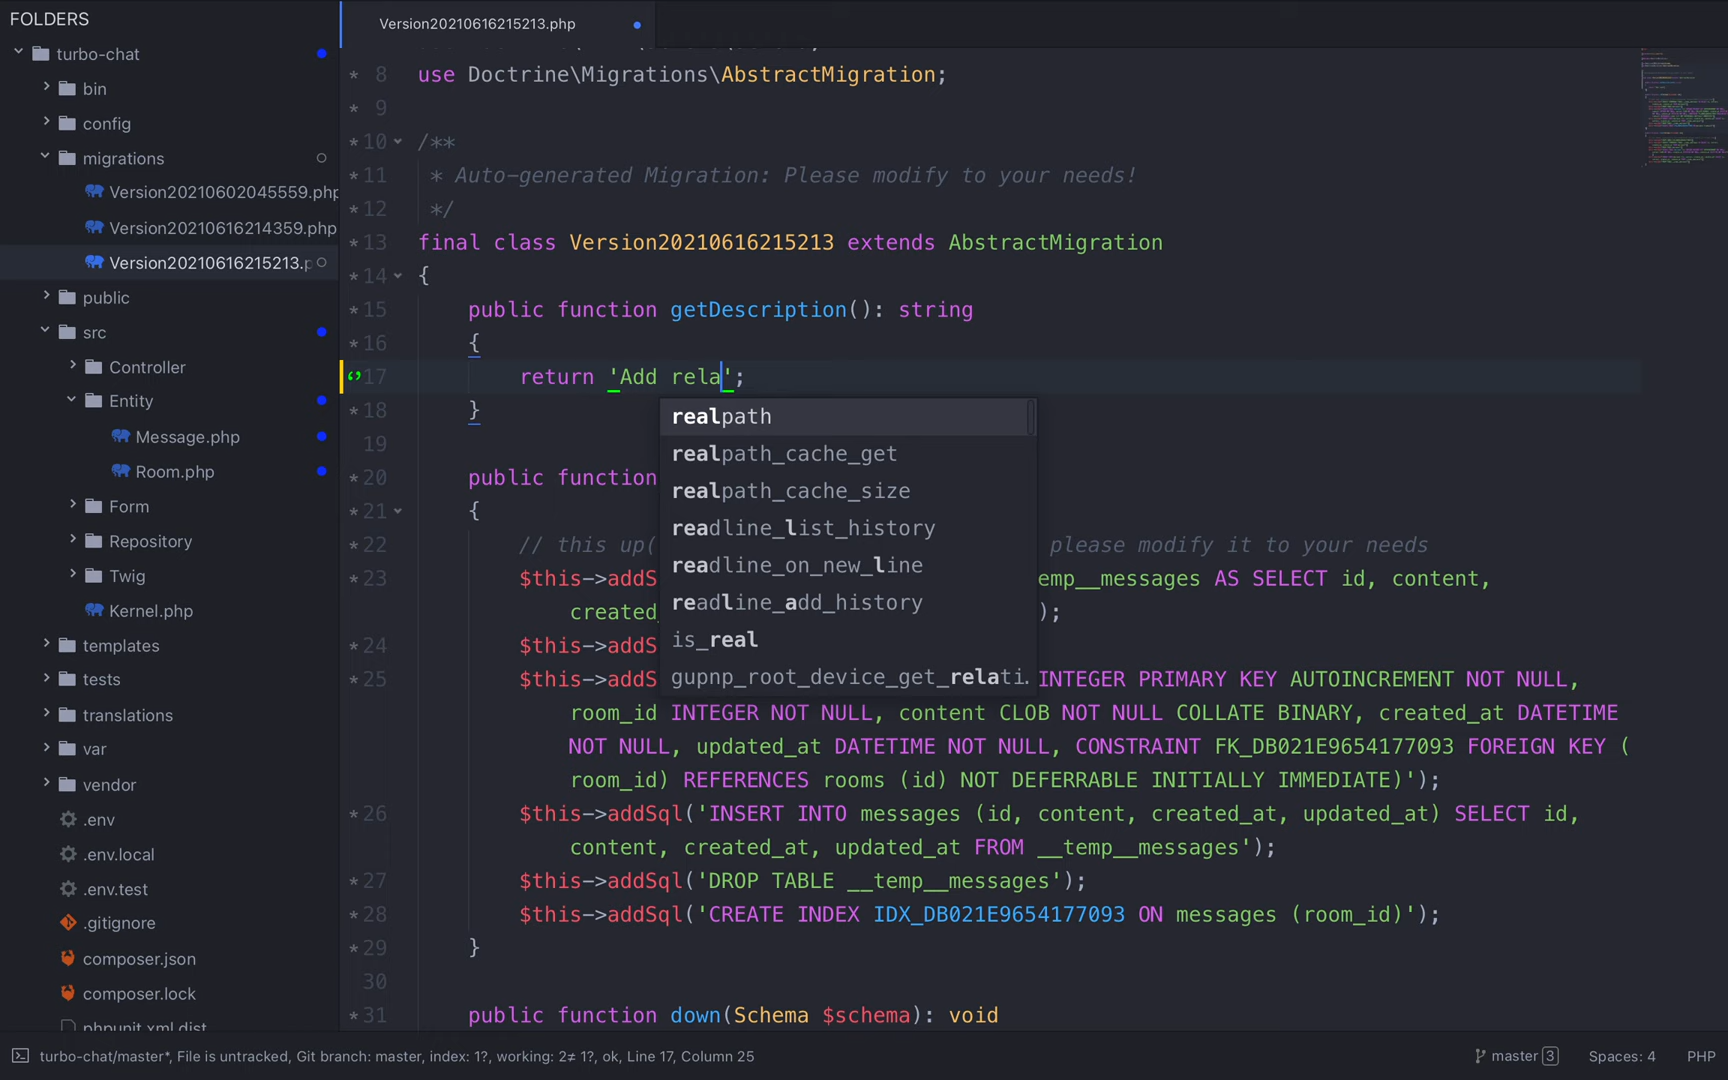 FOLDERS
turbo-chat
bin
config
migrations
Version20210602045559.php
Version20210616214359.php
Version20210616215213.p
public
src
Controller
Entity
Message.php
Room.php
Form
Repository
Twig
Kernel.php
templates
tests
translations
var
vendor
.env
.env.local
.env.test
.gitignore
composer.json
composer.lock
phpunit.xml.dist
Version20210616215213.php
* 8 use Doctrine\Migrations\AbstractMigration;
* 9
* 10 /**
* 11 * Auto-generated Migration: Please modify to your needs!
* 12 */
* 13 final class Version20210616215213 extends AbstractMigration
* 14 {
* 15 public function getDescription(): string
* 16 {
17 return 'Add rela';
* 18 }
19
* 20 public function
* 21 {
* 22 // this up( please modify it to your needs
* 23 $this->addS emp__messages AS SELECT id, content,
created_ );
* 24 $this->addS
* 25 $this->addS INTEGER PRIMARY KEY AUTOINCREMENT NOT NULL,
room_id INTEGER NOT NULL, content CLOB NOT NULL COLLATE BINARY, created_at DATETIME
NOT NULL, updated_at DATETIME NOT NULL, CONSTRAINT FK_DB021E9654177093 FOREIGN KEY (
room_id) REFERENCES rooms (id) NOT DEFERRABLE INITIALLY IMMEDIATE)');
* 26 $this->addSql('INSERT INTO messages (id, content, created_at, updated_at) SELECT id,
content, created_at, updated_at FROM __temp__messages');
* 27 $this->addSql('DROP TABLE __temp__messages');
* 28 $this->addSql('CREATE INDEX IDX_DB021E9654177093 ON messages (room_id)');
* 29 }
30
* 31 public function down(Schema $schema): void
realpath
realpath_cache_get
realpath_cache_size
readline_list_history
readline_on_new_line
readline_add_history
is_real
gupnp_root_device_get_relati.
turbo-chat/master*, File is untracked, Git branch: master, index: 1?, working: 2≠ 1?, ok, Line 17, Column 25
master 3
Spaces: 4
PHP